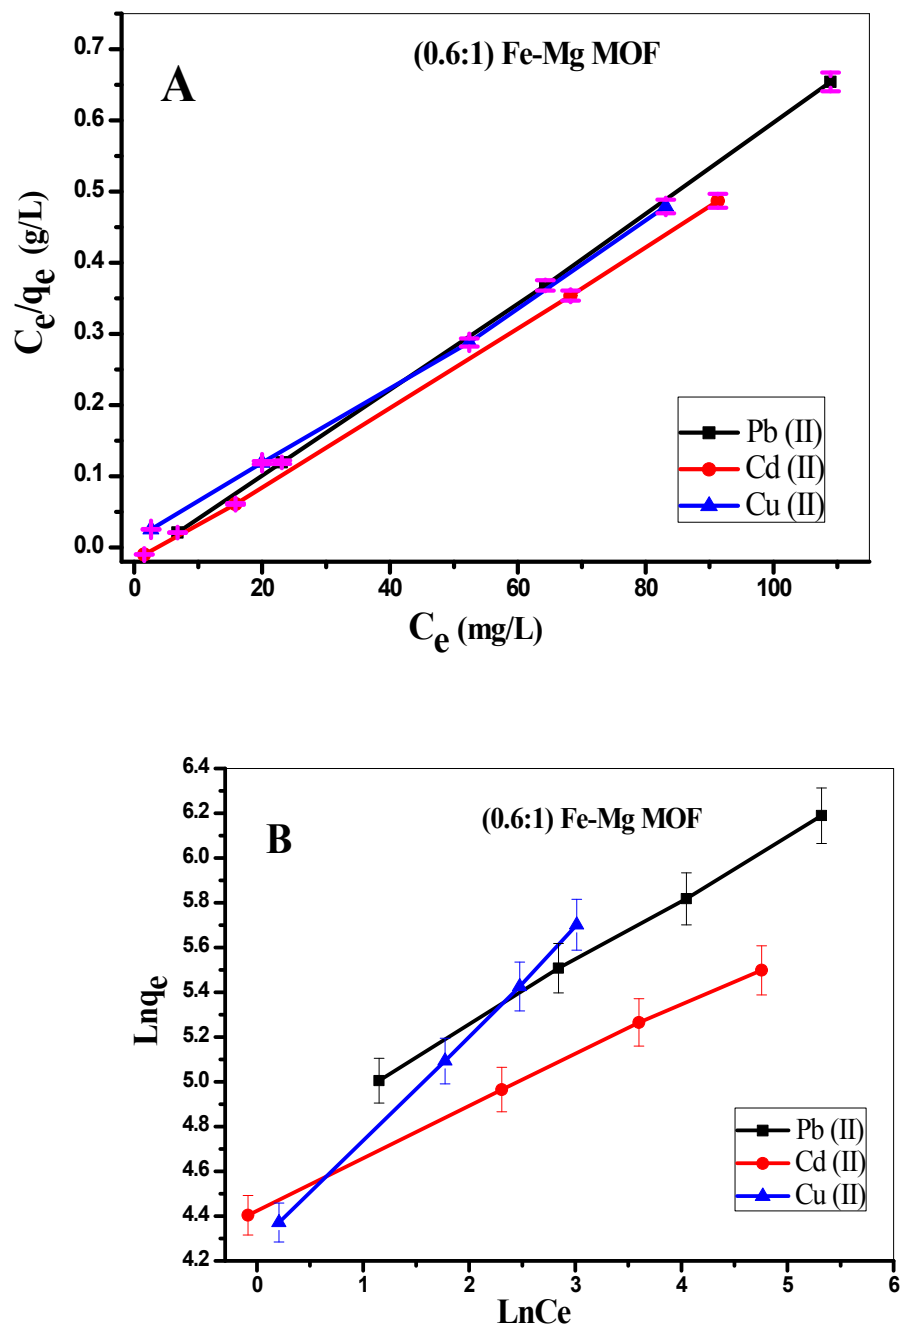 (0.6:1) Fe-Mg MOF
A
0.7
0.6
0.5
0.4
0.3
0.2
0.1
0.0
Ce/qe (g/L)
Pb (II)
Cd (II)
Cu (II)
0 20 40 60 80 100
Ce (mg/L)
(0.6:1) Fe-Mg MOF
B
6.4
6.2
6.0
5.8
5.6
5.4
5.2
5.0
4.8
4.6
4.4
4.2
Lnqe
Pb (II)
Cd (II)
Cu (II)
0 1 2 3 4 5 6
LnCe